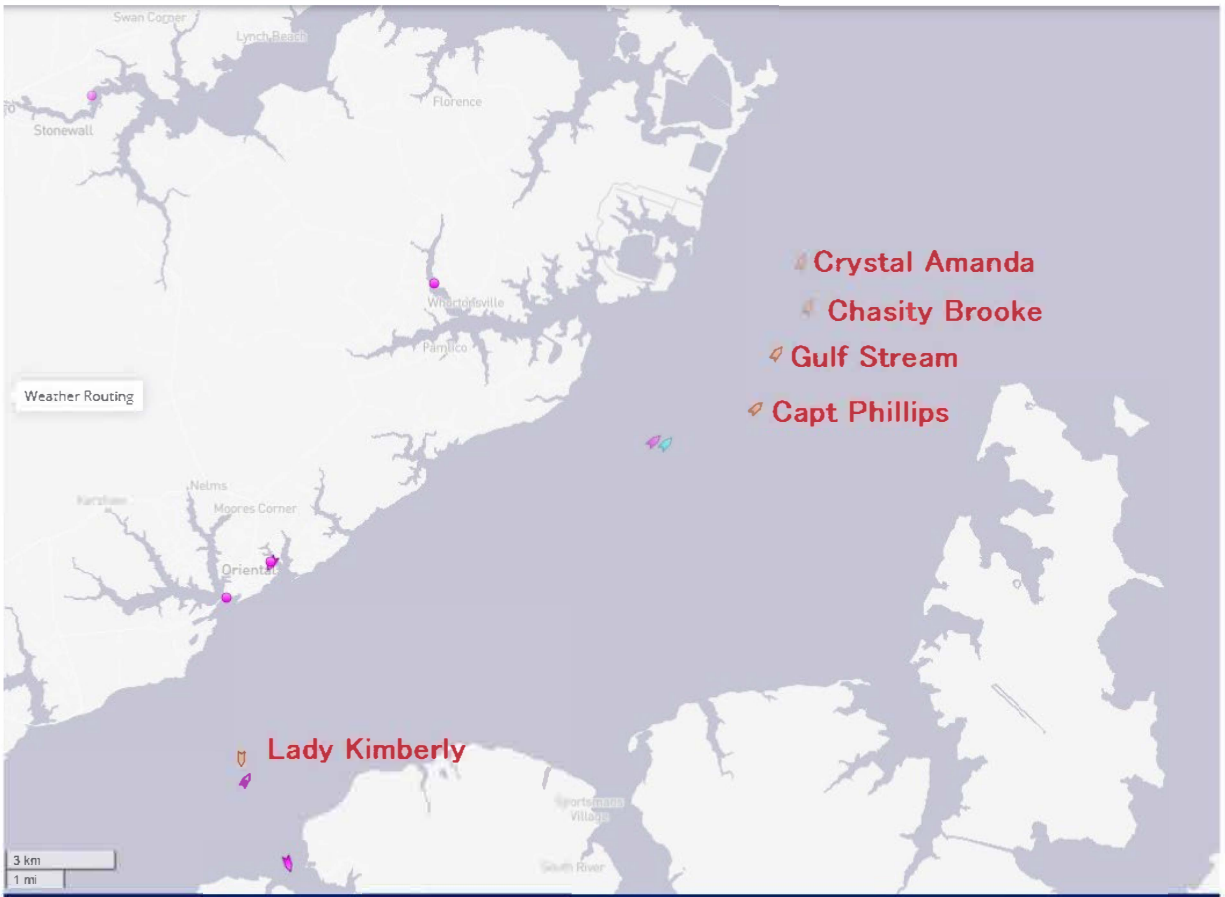 Swan Corner
Lynch Beach
Florence
Stonewall
Crystal Amanda
Whortonsville
Chasity Brooke
Pamlico
Gulf Stream
Weather Routing
Capt Phillips
Nelms
Moores Corner
Oriental
Lady Kimberly
Sportsmans
Village
South River
3 km
1 mi